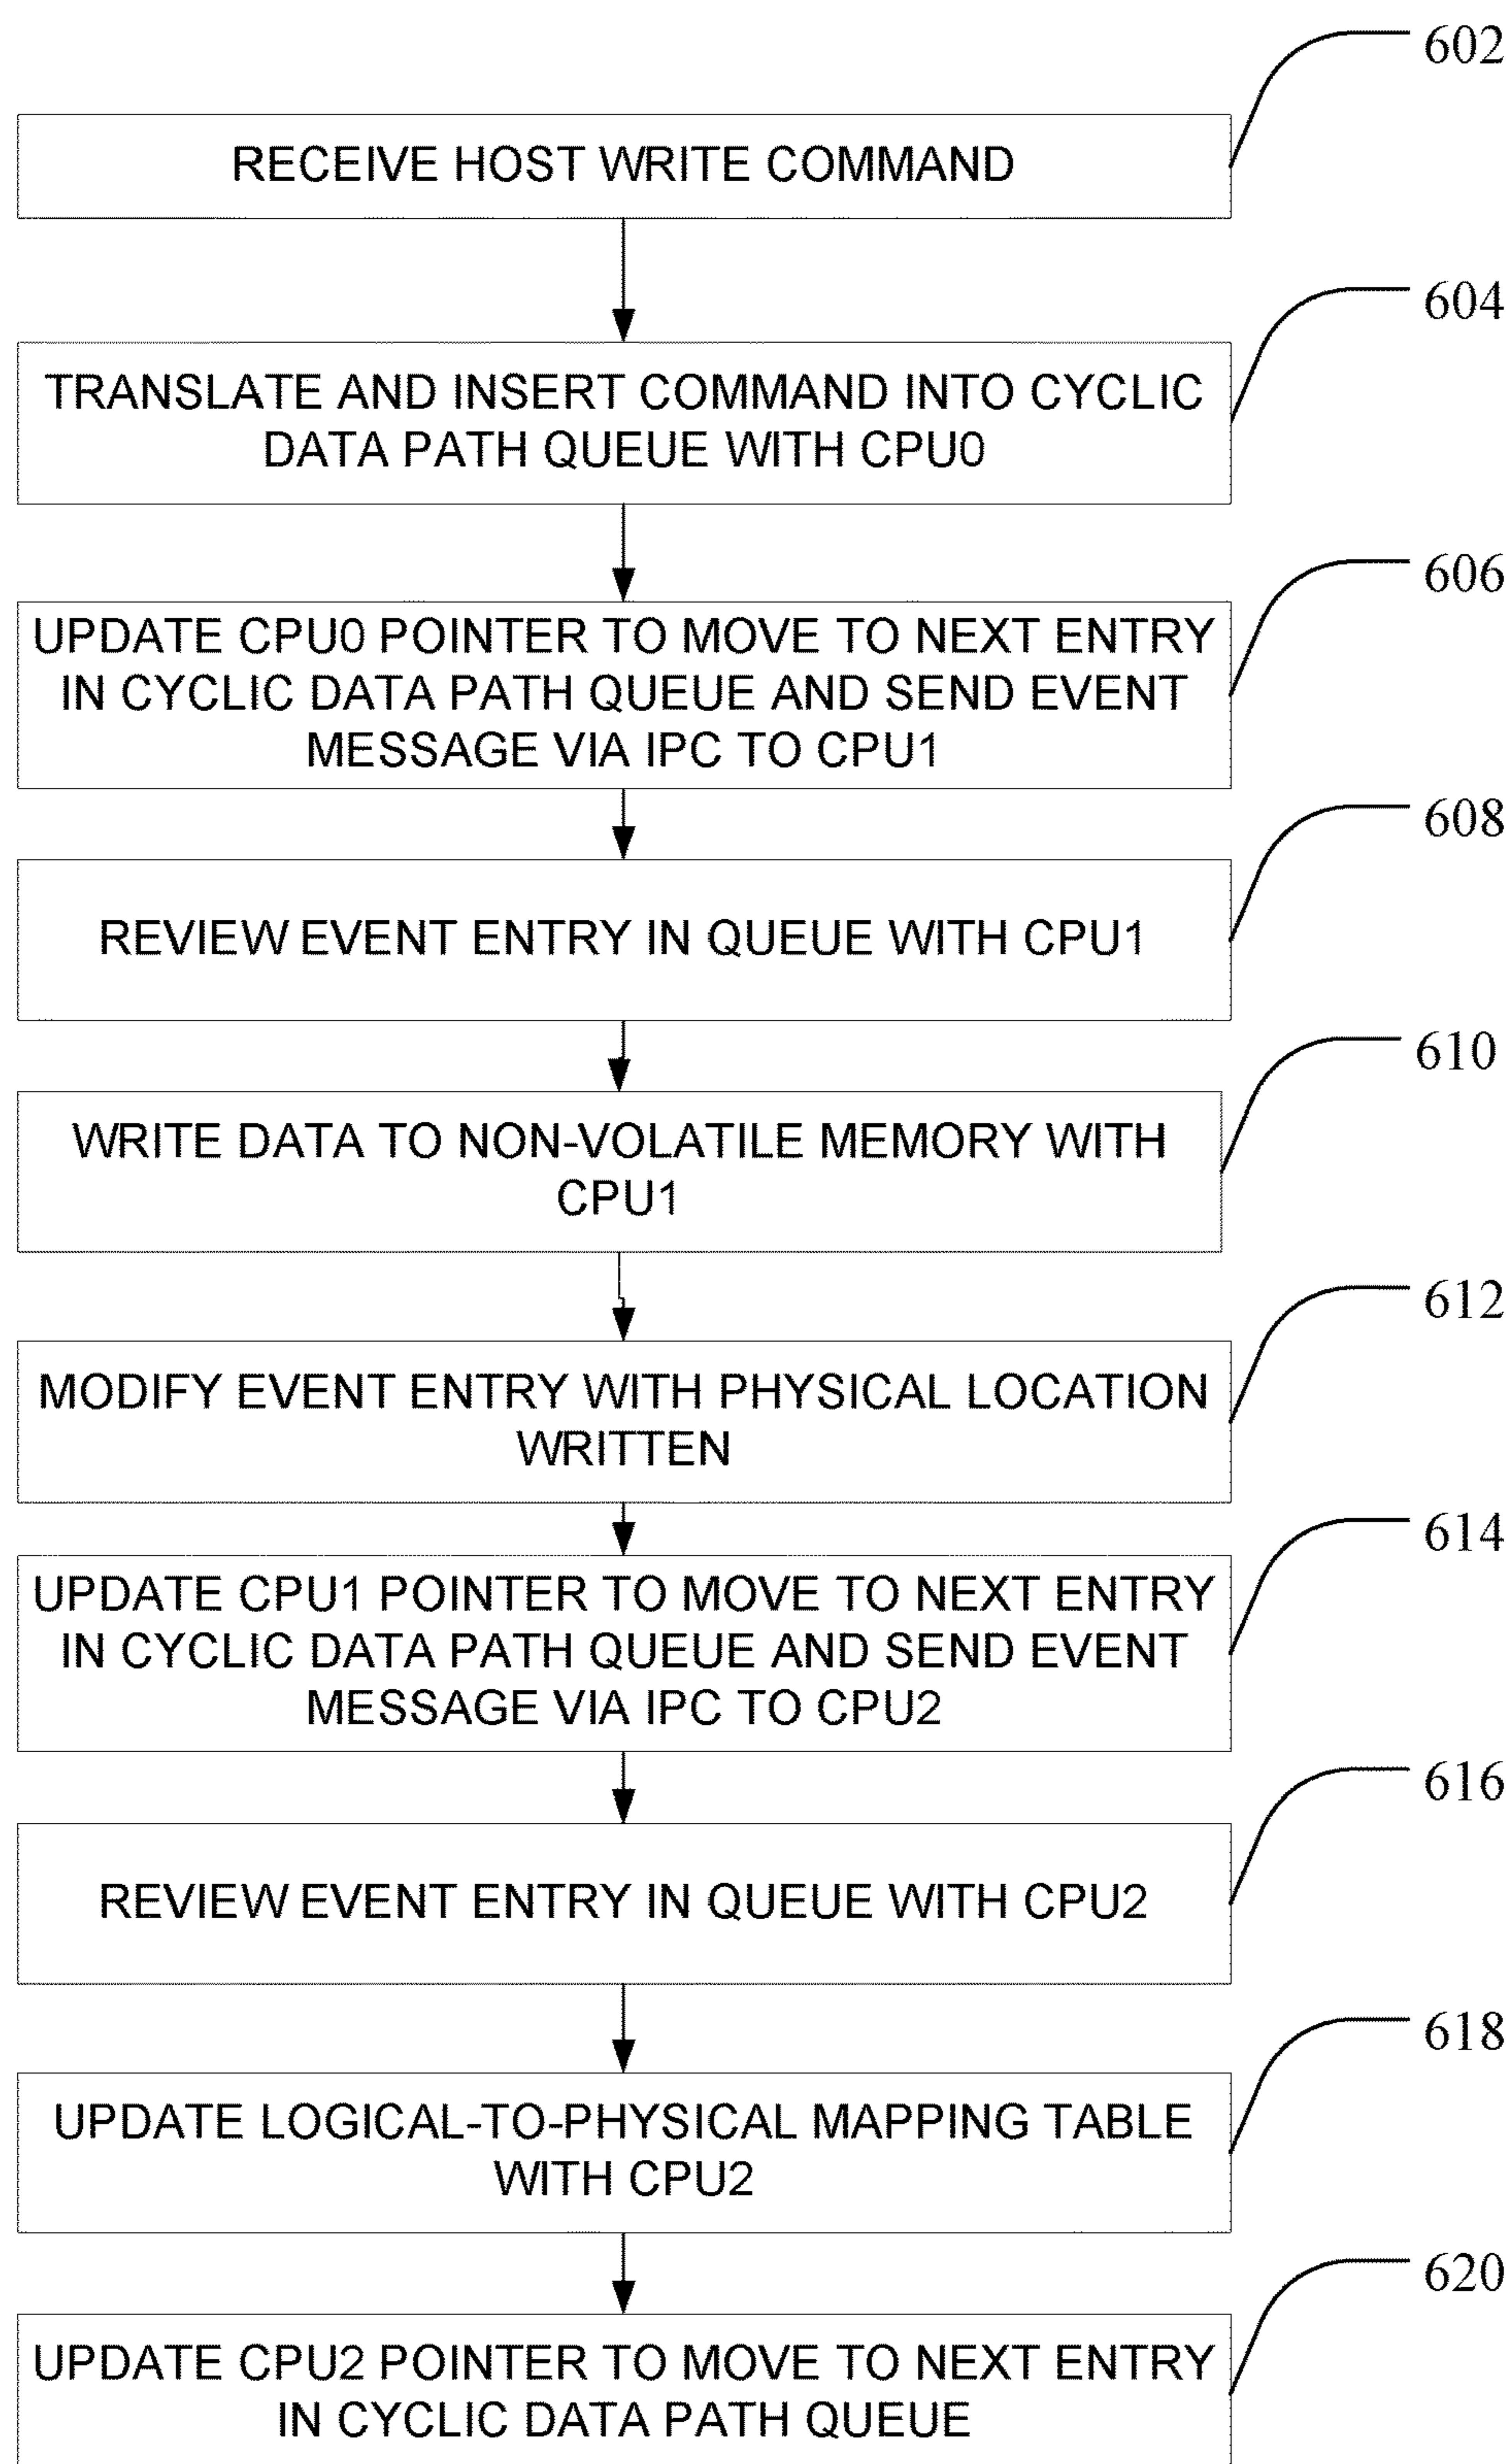 602
RECEIVE HOST WRITE COMMAND
604
TRANSLATE AND INSERT COMMAND INTO CYCLIC
DATA PATH QUEUE WITH CPU0
606
UPDATE CPU0 POINTER TO MOVE TO NEXT ENTRY
IN CYCLIC DATA PATH QUEUE AND SEND EVENT
MESSAGE VIA IPC TO CPU1
608
REVIEW EVENT ENTRY IN QUEUE WITH CPU1
610
WRITE DATA TO NON-VOLATILE MEMORY WITH
CPU1
612
MODIFY EVENT ENTRY WITH PHYSICAL LOCATION
WRITTEN
614
UPDATE CPU1 POINTER TO MOVE TO NEXT ENTRY
IN CYCLIC DATA PATH QUEUE AND SEND EVENT
MESSAGE VIA IPC TO CPU2
616
REVIEW EVENT ENTRY IN QUEUE WITH CPU2
618
UPDATE LOGICAL-TO-PHYSICAL MAPPING TABLE
WITH CPU2
620
UPDATE CPU2 POINTER TO MOVE TO NEXT ENTRY
IN CYCLIC DATA PATH QUEUE